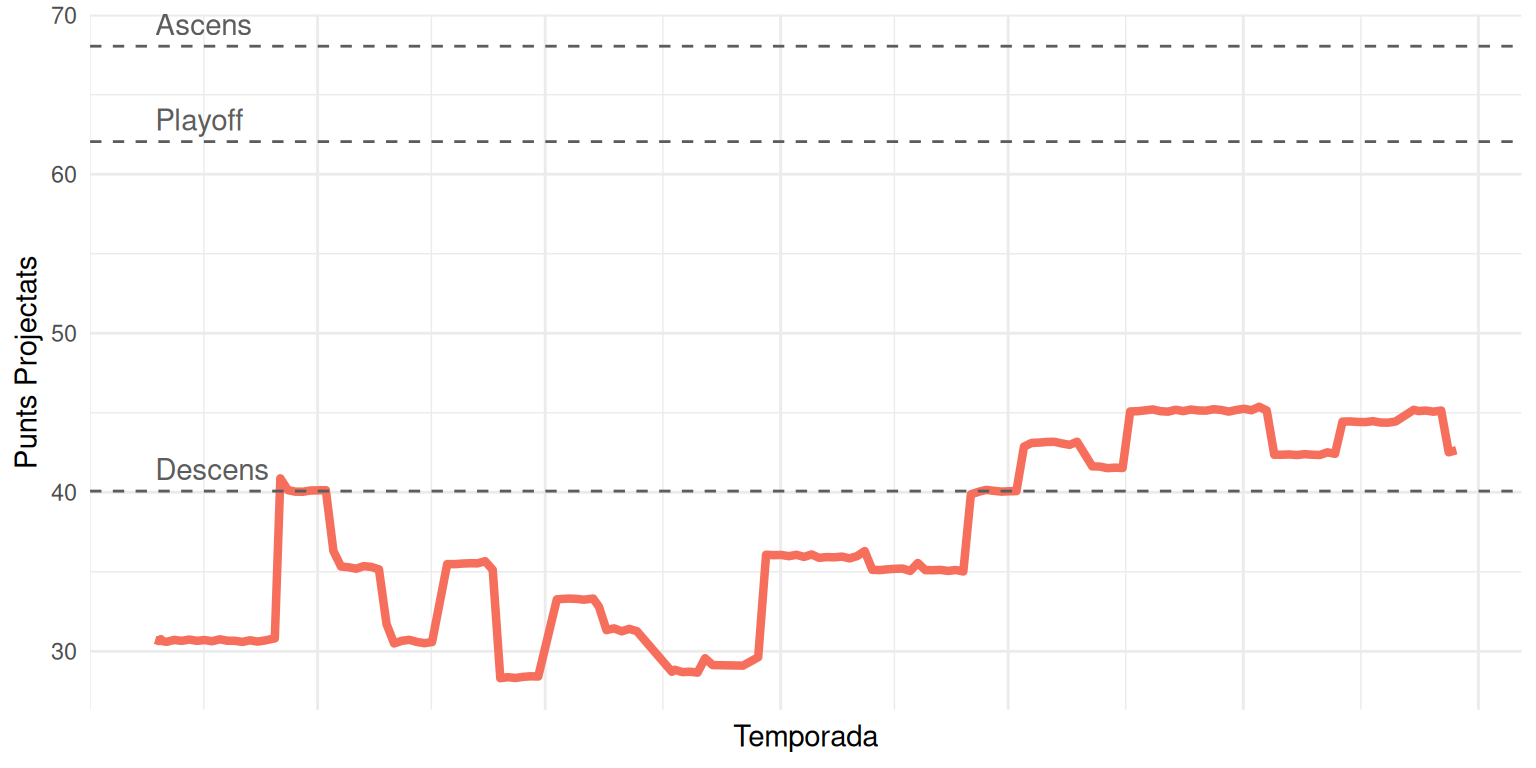 70
Ascens
Playoff
60
50
Descens
40
30
Punts Projectats
Temporada